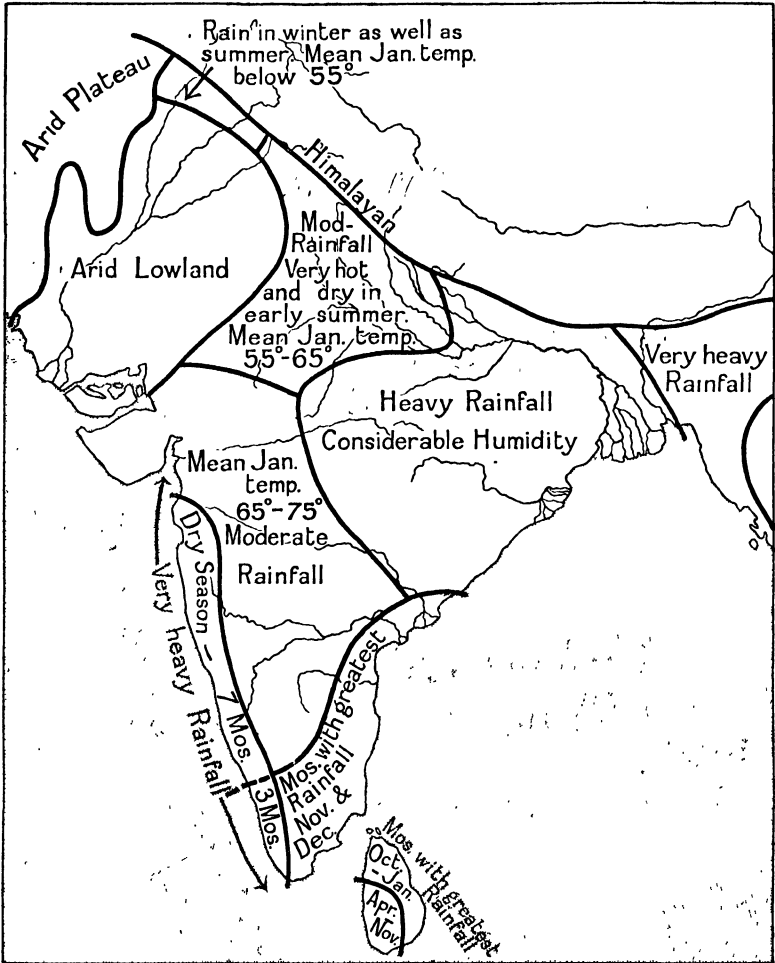 Rain in winter as well as
summer. Mean Jan. temp.
below 55°
Arid Plateau
Himalayan
Mod-
Rainfall
Very hot
and dry in
early summer.
Mean Jan. temp.
55°-65°
Arid Lowland
Very heavy
Rainfall
Heavy Rainfall
Considerable Humidity
Mean Jan.
temp.
65°-75°
Moderate
Rainfall
Dry Season - 7 Mos.
Very heavy Rainfall
3 Mos.
Mos. with greatest
Rainfall
Nov. &
Dec.
Mos. with greatest
Rainfall
Oct.
-Jan.
Apr.
-
Nov.